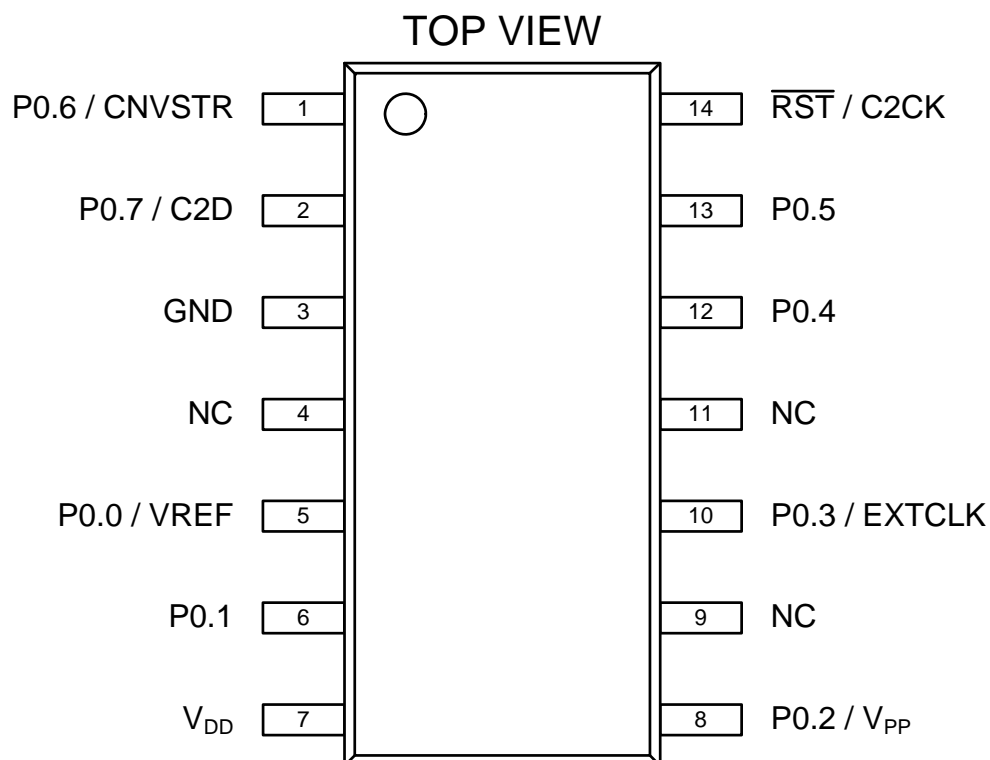 TOP VIEW
P0.6 / CNVSTR 1 14 R̅S̅T̅ / C2CK
P0.7 / C2D 2 13 P0.5
GND 3 12 P0.4
NC 4 11 NC
P0.0 / VREF 5 10 P0.3 / EXTCLK
P0.1 6 9 NC
VDD 7 8 P0.2 / VPP